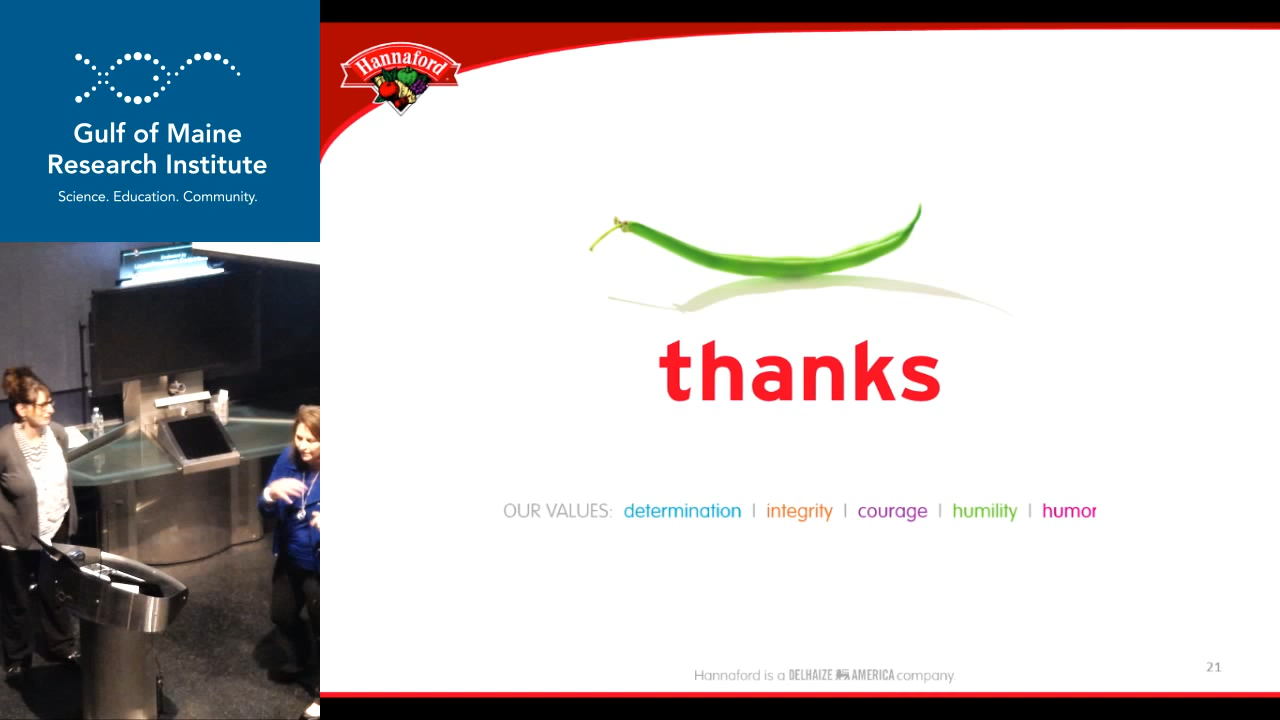 Gulf of Maine
Research Institute
Science. Education. Community.
Hannaford
thanks
OUR VALUES: determination | integrity | courage | humility | humor
Hannaford is a DELHAIZE AMERICA company.
21